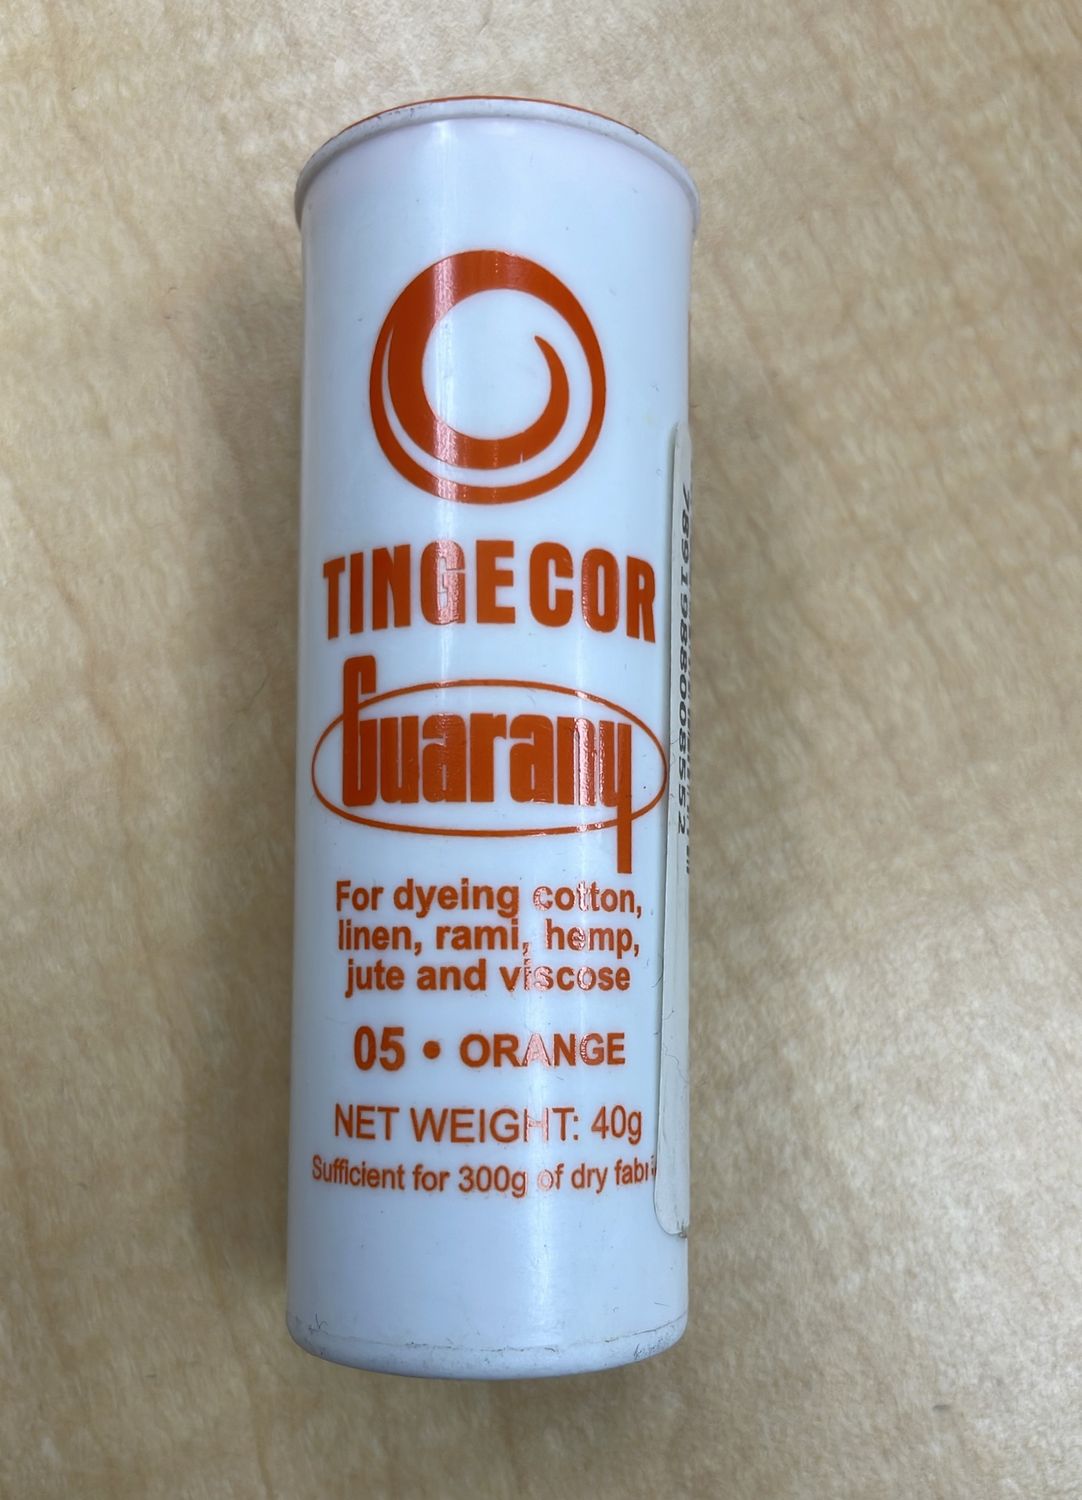 TINGECOR
Guarany
For dyeing cotton,
linen, rami, hemp,
jute and viscose
05 • ORANGE
NET WEIGHT: 40g
Sufficient for 300g of dry
7891988008552